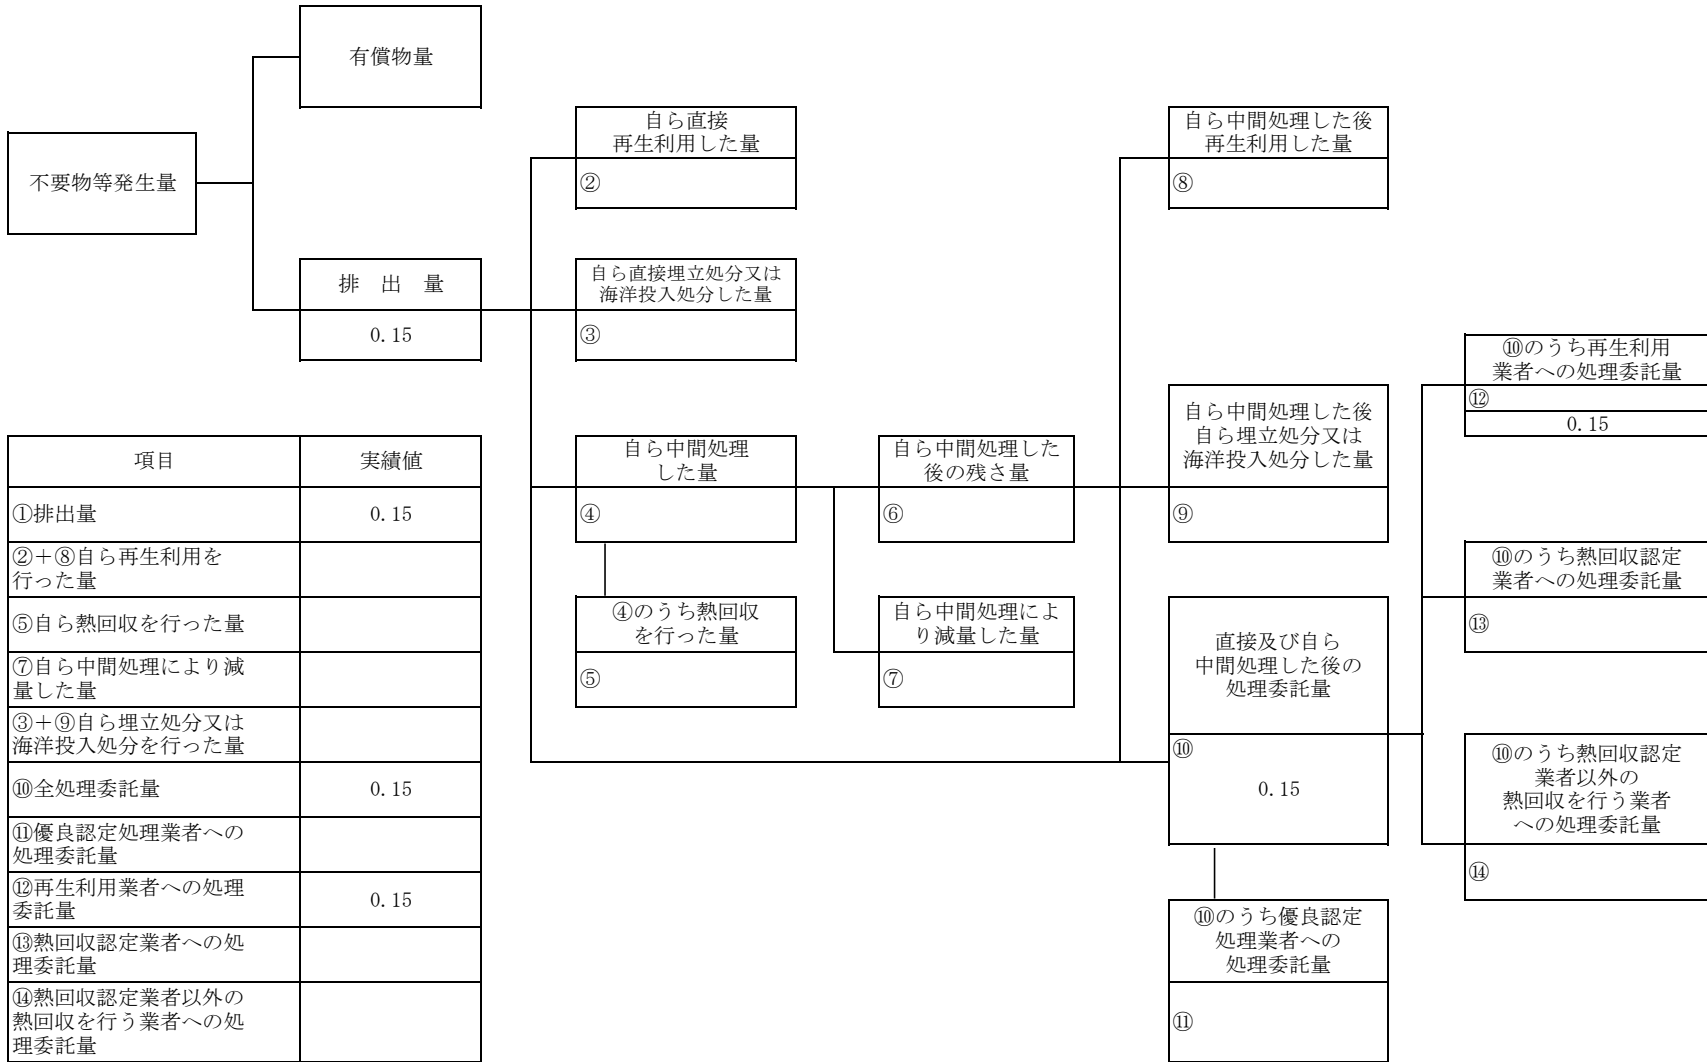 有償物量
不要物等発生量
排　出　量
0.15
自ら直接
再生利用した量
②
自ら直接埋立処分又は
海洋投入処分した量
③
自ら中間処理
した量
④
④のうち熱回収
を行った量
⑤
自ら中間処理した
後の残さ量
⑥
自ら中間処理によ
り減量した量
⑦
自ら中間処理した後
再生利用した量
⑧
自ら中間処理した後
自ら埋立処分又は
海洋投入処分した量
⑨
直接及び自ら
中間処理した後の
処理委託量
⑩
0.15
⑩のうち優良認定
処理業者への
処理委託量
⑪
⑩のうち再生利用
業者への処理委託量
⑫
0.15
⑩のうち熱回収認定
業者への処理委託量
⑬
⑩のうち熱回収認定
業者以外の
熱回収を行う業者
への処理委託量
⑭
項目 実績値
①排出量 0.15
②＋⑧自ら再生利用を
行った量
⑤自ら熱回収を行った量
⑦自ら中間処理により減
量した量
③＋⑨自ら埋立処分又は
海洋投入処分を行った量
⑩全処理委託量 0.15
⑪優良認定処理業者への
処理委託量
⑫再生利用業者への処理
委託量 0.15
⑬熱回収認定業者への処
理委託量
⑭熱回収認定業者以外の
熱回収を行う業者への処
理委託量